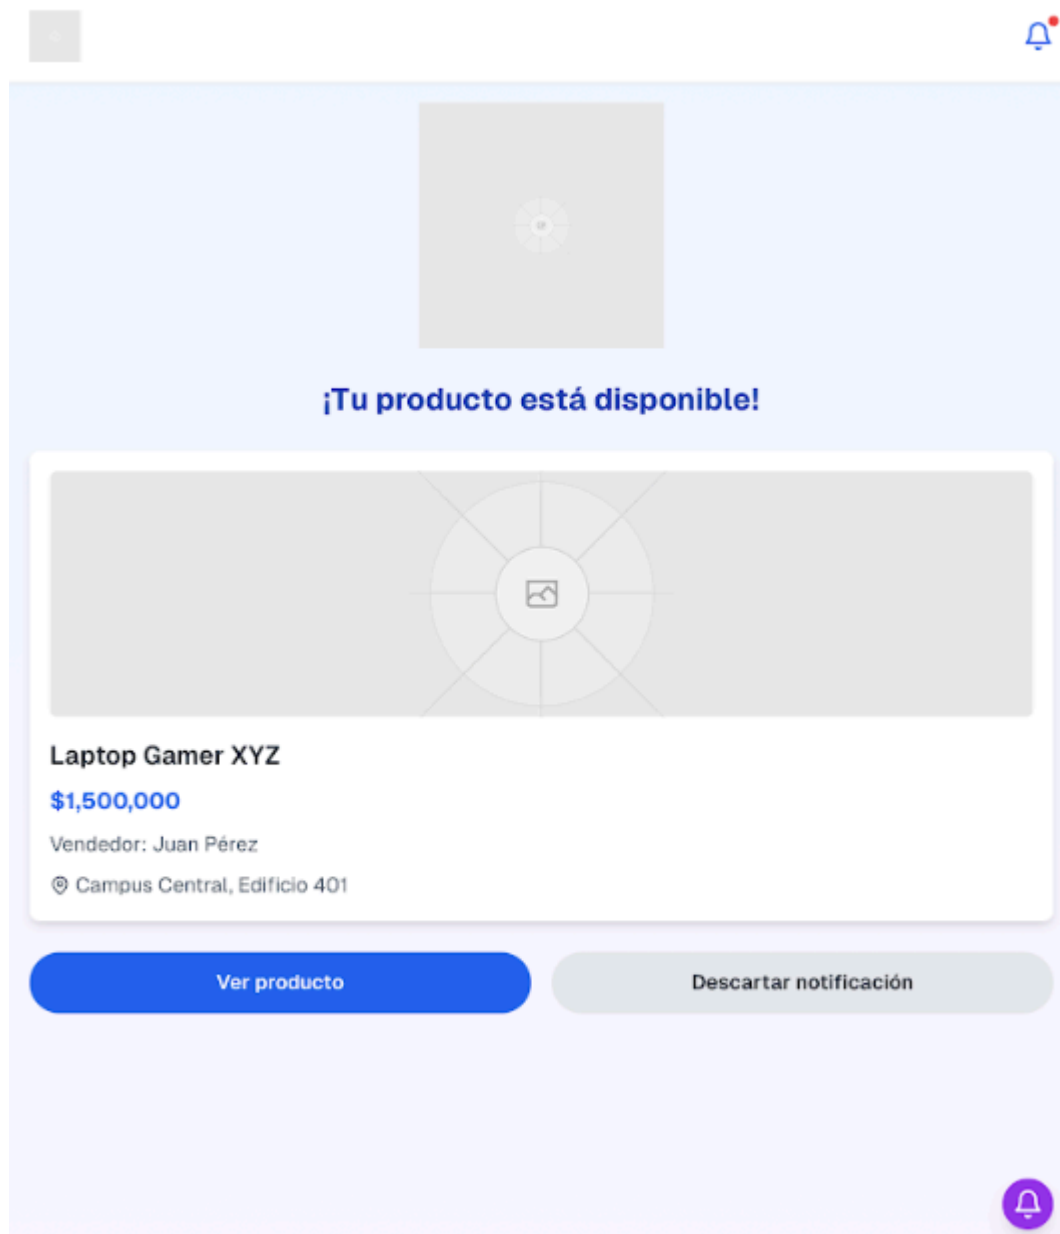 ¡Tu producto está disponible!
Laptop Gamer XYZ
$1,500,000
Vendedor: Juan Pérez
Campus Central, Edificio 401
Ver producto
Descartar notificación